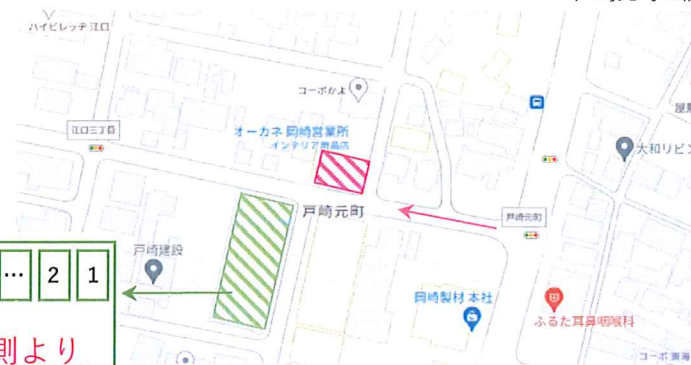 ハイビレッヂ江口
コーポかよ
江口三丁目
オーカネ 岡崎営業所
インテリア用品店
大和リビン
戸崎元町
戸崎元町
戸崎建設
… 2 1
岡崎製材 本社
ふるた耳鼻咽喉科
則より
コーポ東海